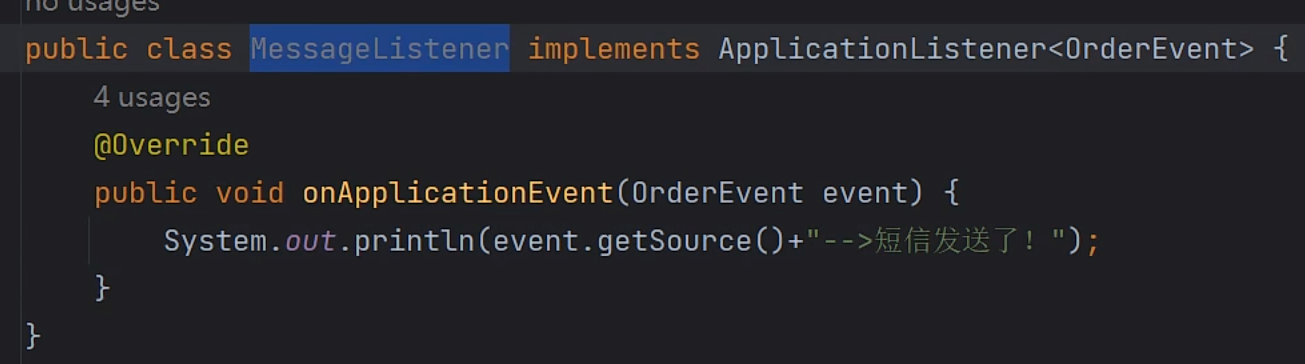 no usages
public class MessageListener implements ApplicationListener<OrderEvent> {
4 usages
@Override
public void onApplicationEvent(OrderEvent event) {
System.out.println(event.getSource()+"-->短信发送了！");
}
}